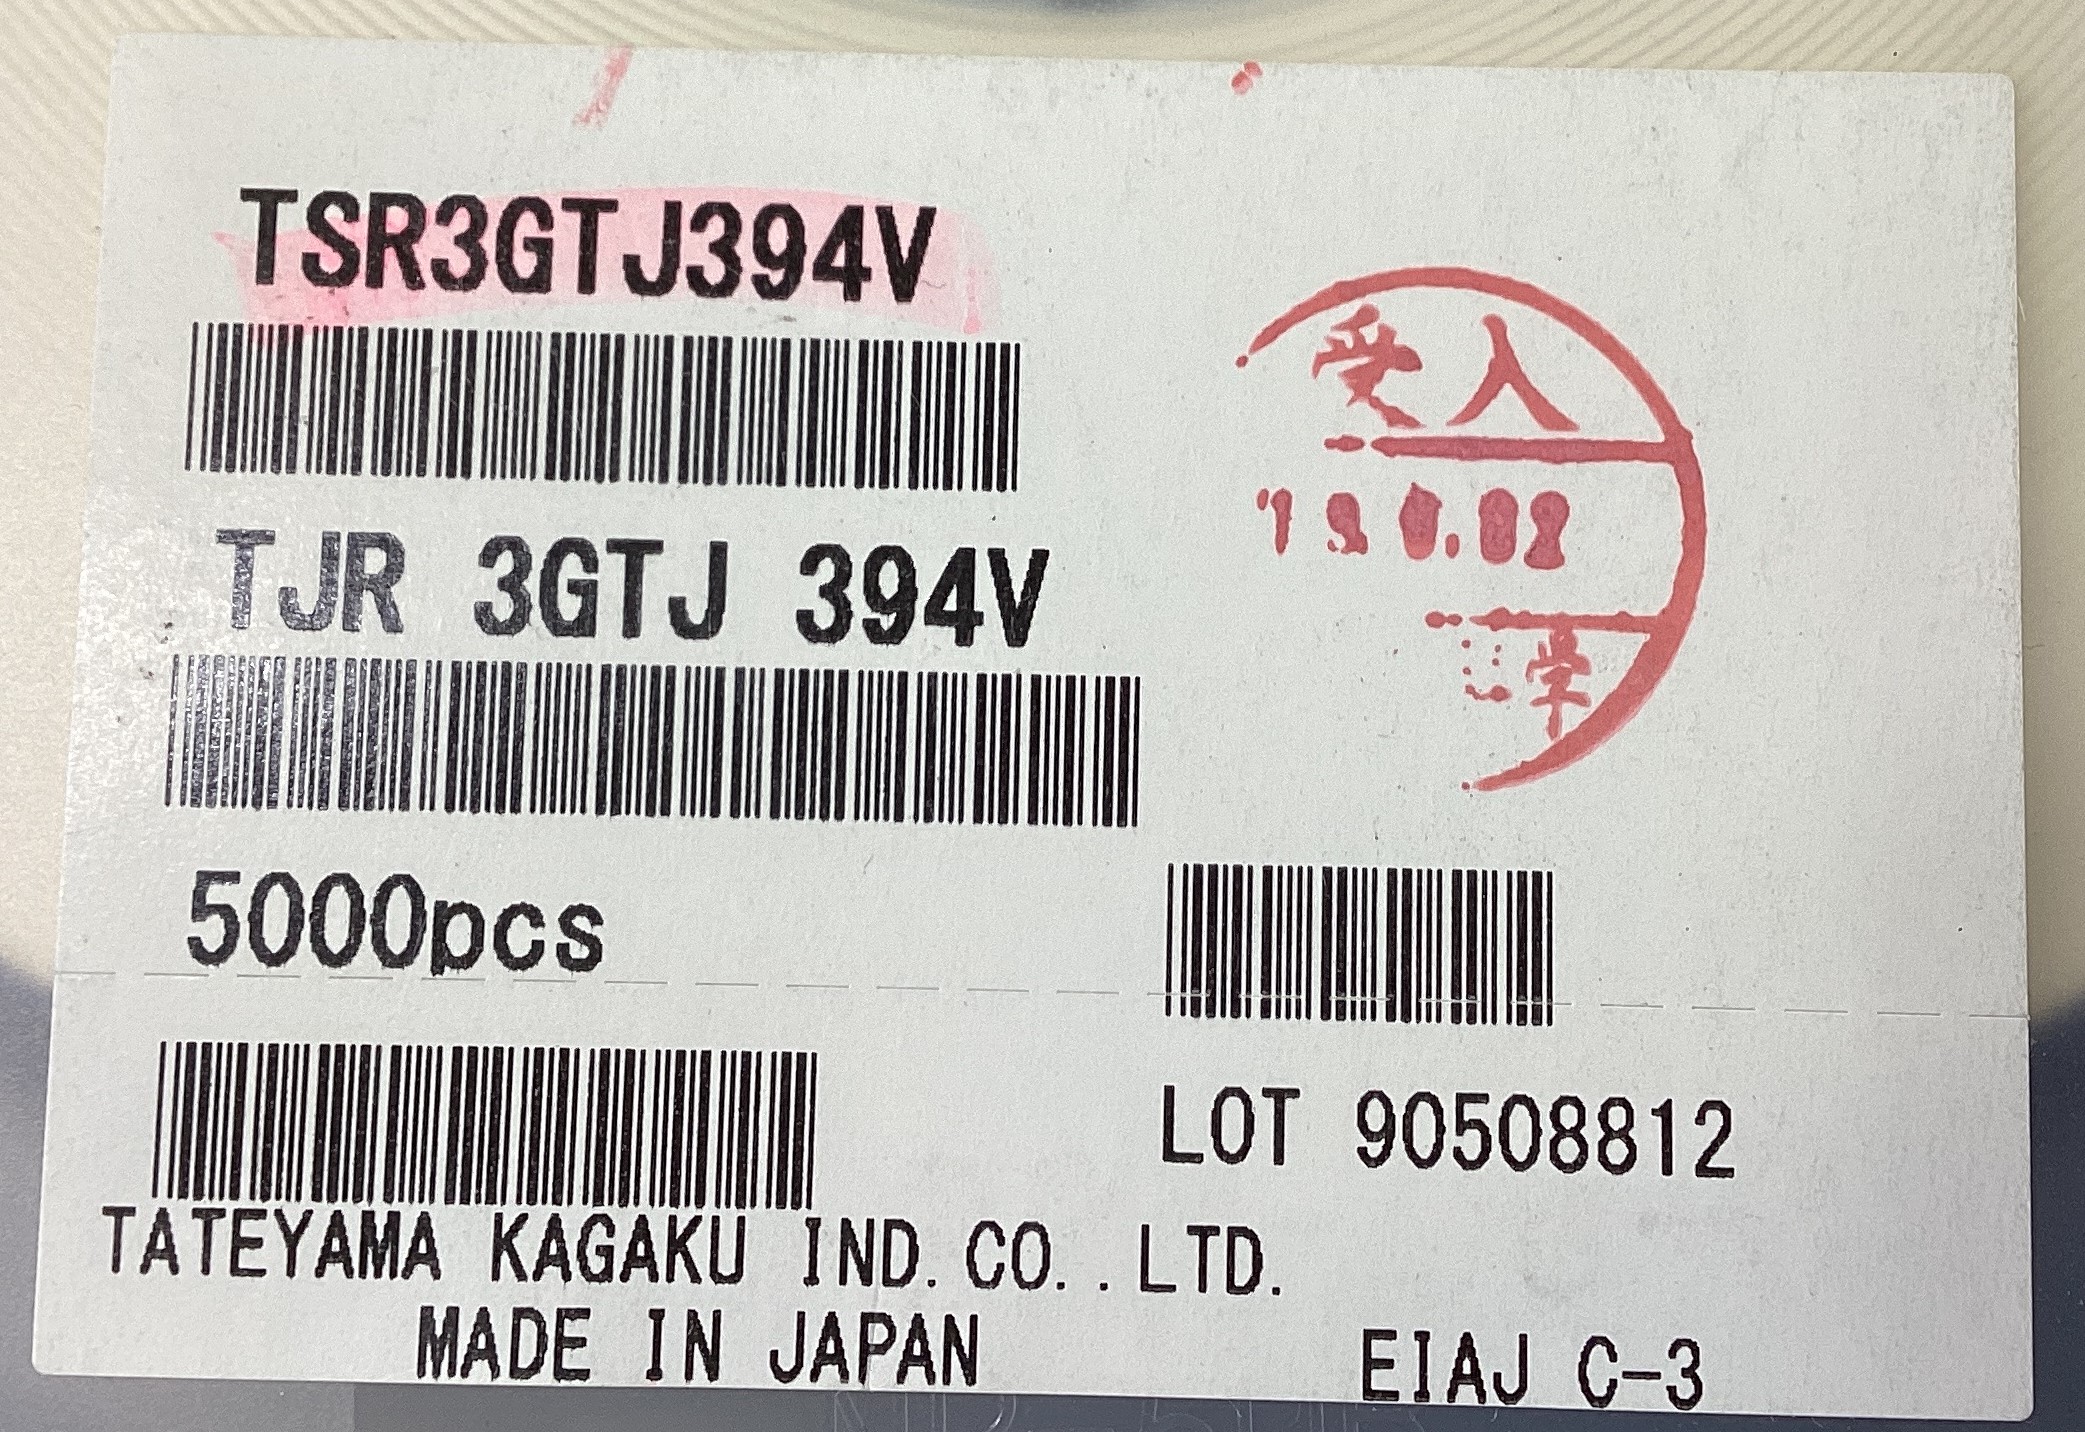 TSR3GTJ394V
受入
TJR 3GTJ 394V
5000pcs
LOT 90508812
TATEYAMA KAGAKU IND.CO..LTD.
MADE IN JAPAN
EIAJ C-3